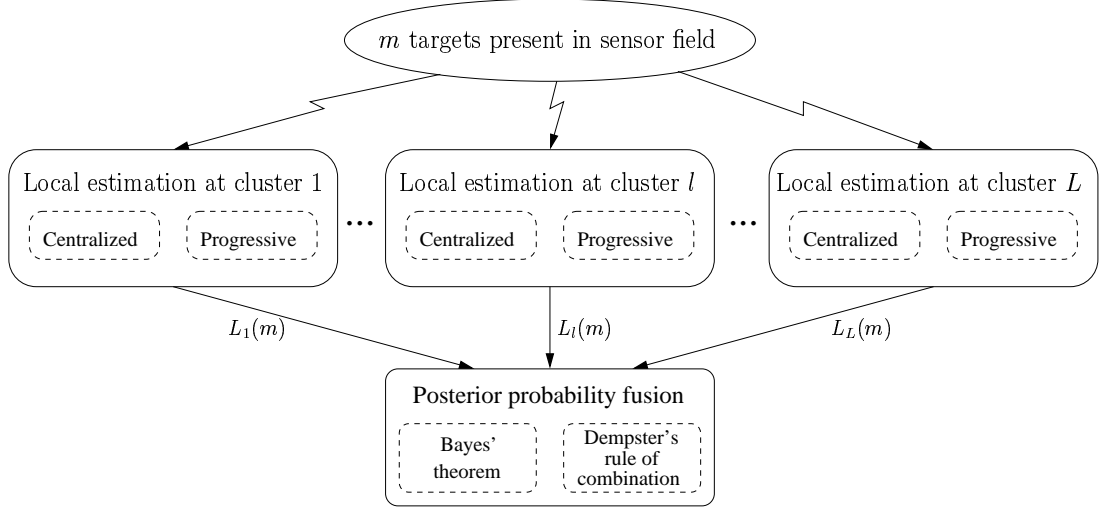 m targets present in sensor field
Local estimation at cluster 1
Centralized
Progressive
...
Local estimation at cluster l
Centralized
Progressive
...
Local estimation at cluster L
Centralized
Progressive
L₁(m)
Lₗ(m)
L_L(m)
Posterior probability fusion
Bayes’
theorem
Dempster’s
rule of
combination